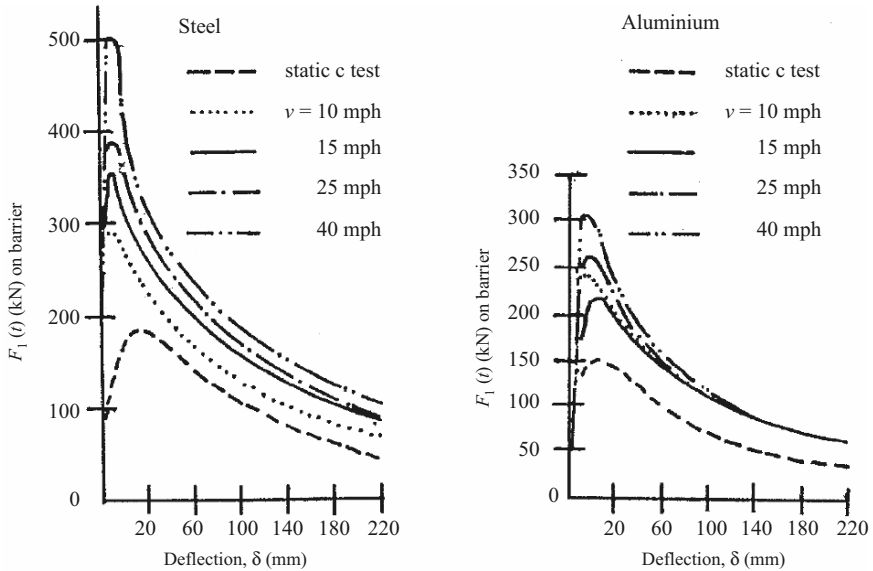 Steel
static c test
v = 10 mph
15 mph
25 mph
40 mph
500
400
300
200
100
0
20 60 100 140 180 220
F1 (t) (kN) on barrier
Deflection, δ (mm)
Aluminium
static c test
v = 10 mph
15 mph
25 mph
40 mph
350
300
250
200
150
100
50
0
20 60 100 140 180 220
F1 (t) (kN) on barrier
Deflection, δ (mm)